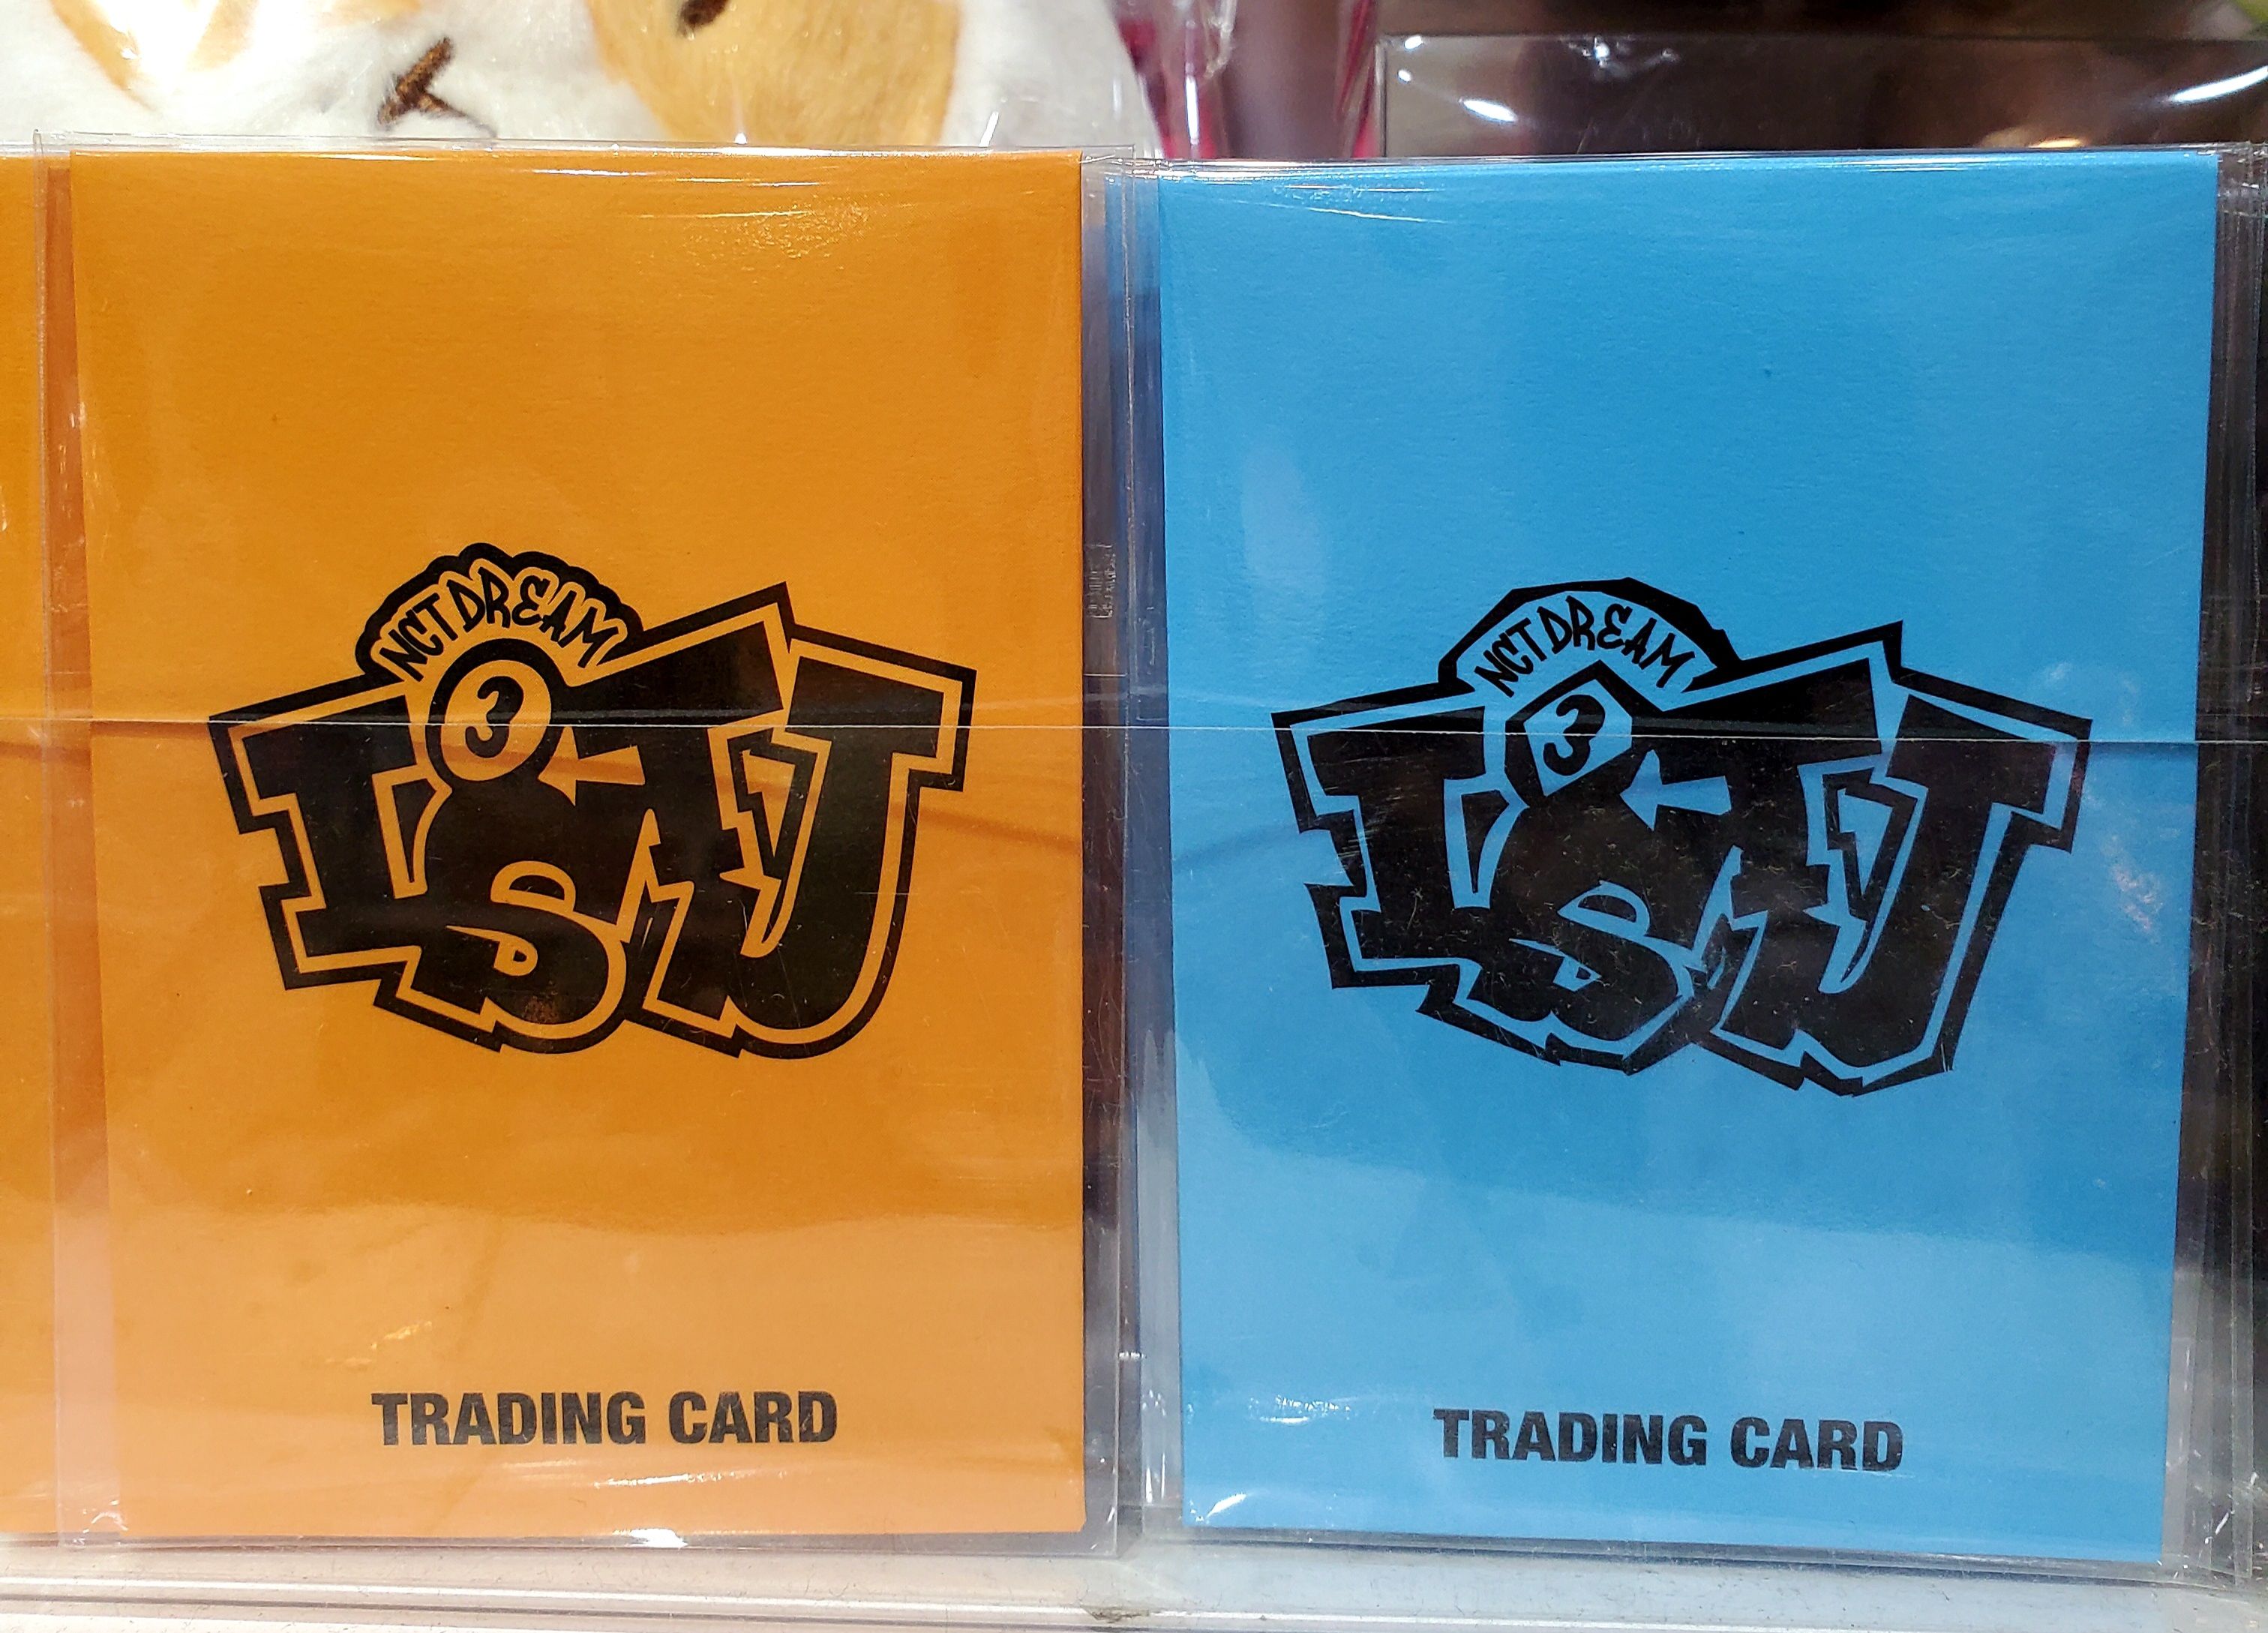 NCT DREAM
3
ISTJ
TRADING CARD
NCT DREAM
3
ISTJ
TRADING CARD